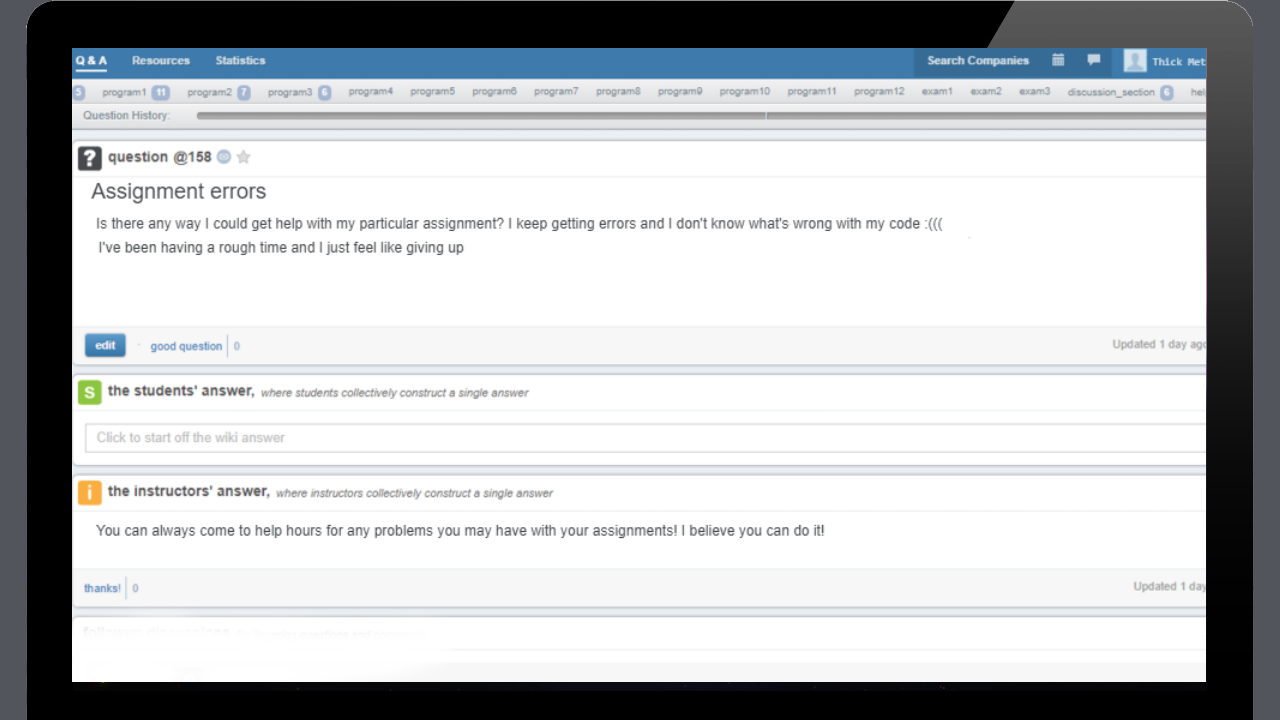 Q & A Resources Statistics Search Companies Thick Met
5 program1 11 program2 7 program3 6 program4 program5 program6 program7 program8 program9 program10 program11 program12 exam1 exam2 exam3 discussion_section 6 hel
Question History:
? question @158
Assignment errors
Is there any way I could get help with my particular assignment? I keep getting errors and I don't know what's wrong with my code :(((
I've been having a rough time and I just feel like giving up
edit · good question 0 Updated 1 day ago
S the students' answer, where students collectively construct a single answer
Click to start off the wiki answer
i the instructors' answer, where instructors collectively construct a single answer
You can always come to help hours for any problems you may have with your assignments! I believe you can do it!
thanks! 0 Updated 1 day